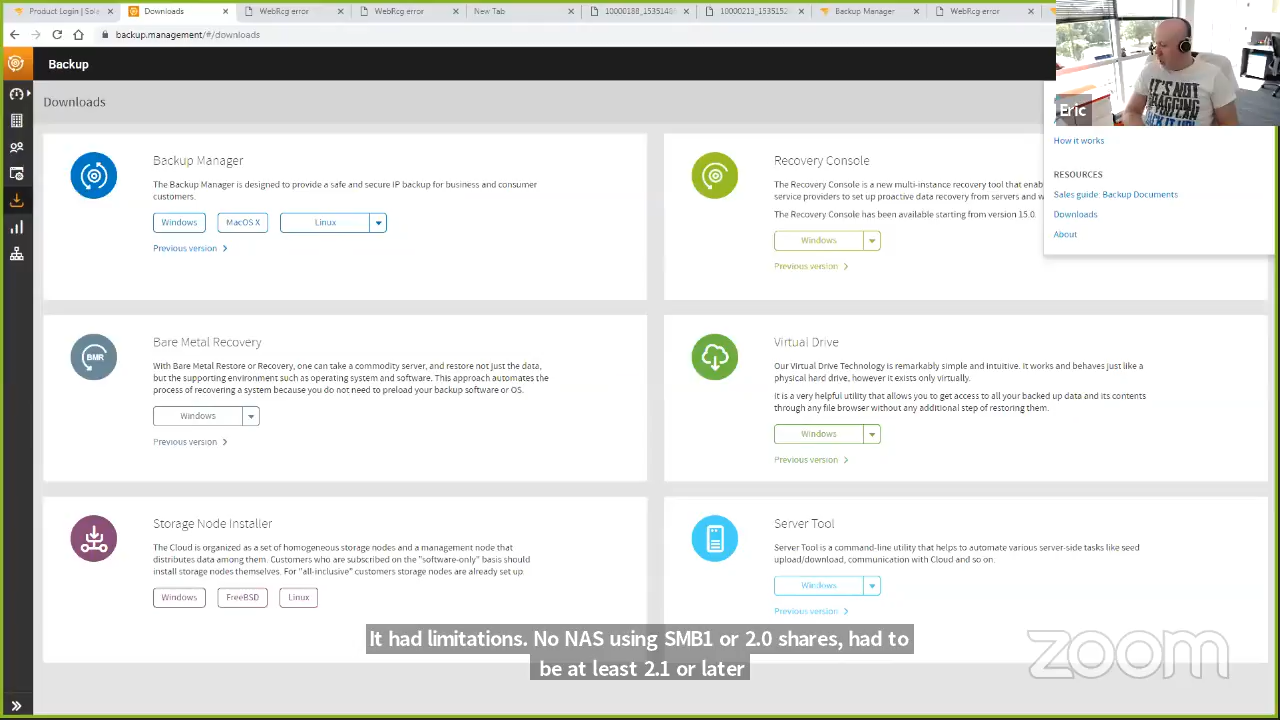 Product Login | Sola
Downloads
WebRcg error
WebRcg error
New Tab
10000188_1535148
10000213_153515
Backup Manager
WebRcg error
backup.management/#/downloads
Backup
Downloads
Backup Manager
The Backup Manager is designed to provide a safe and secure IP backup for business and consumer
customers.
Windows
MacOS X
Linux
Previous version
Recovery Console
The Recovery Console is a new multi-instance recovery tool that enab
service providers to set up proactive data recovery from servers and w
The Recovery Console has been available starting from version 15.0.
Windows
Previous version
Eric
IT'S NOT
How it works
RESOURCES
Sales guide: Backup Documents
Downloads
About
BMR
Bare Metal Recovery
With Bare Metal Restore or Recovery, one can take a commodity server, and restore not just the data,
but the supporting environment such as operating system and software. This approach automates the
process of recovering a system because you do not need to preload your backup software or OS.
Windows
Previous version
Virtual Drive
Our Virtual Drive Technology is remarkably simple and intuitive. It works and behaves just like a
physical hard drive, however it exists only virtually.
It is a very helpful utility that allows you to get access to all your backed up data and its contents
through any file browser without any additional step of restoring them.
Windows
Previous version
Storage Node Installer
The Cloud is organized as a set of homogeneous storage nodes and a management node that
distributes data among them. Customers who are subscribed on the "software-only" basis should
install storage nodes themselves. For "all-inclusive" customers storage nodes are already set up.
Windows
FreeBSD
Linux
Server Tool
Server Tool is a command-line utility that helps to automate various server-side tasks like seed
upload/download, communication with Cloud and so on.
Windows
Previous version
It had limitations. No NAS using SMB1 or 2.0 shares, had to
be at least 2.1 or later
zoom